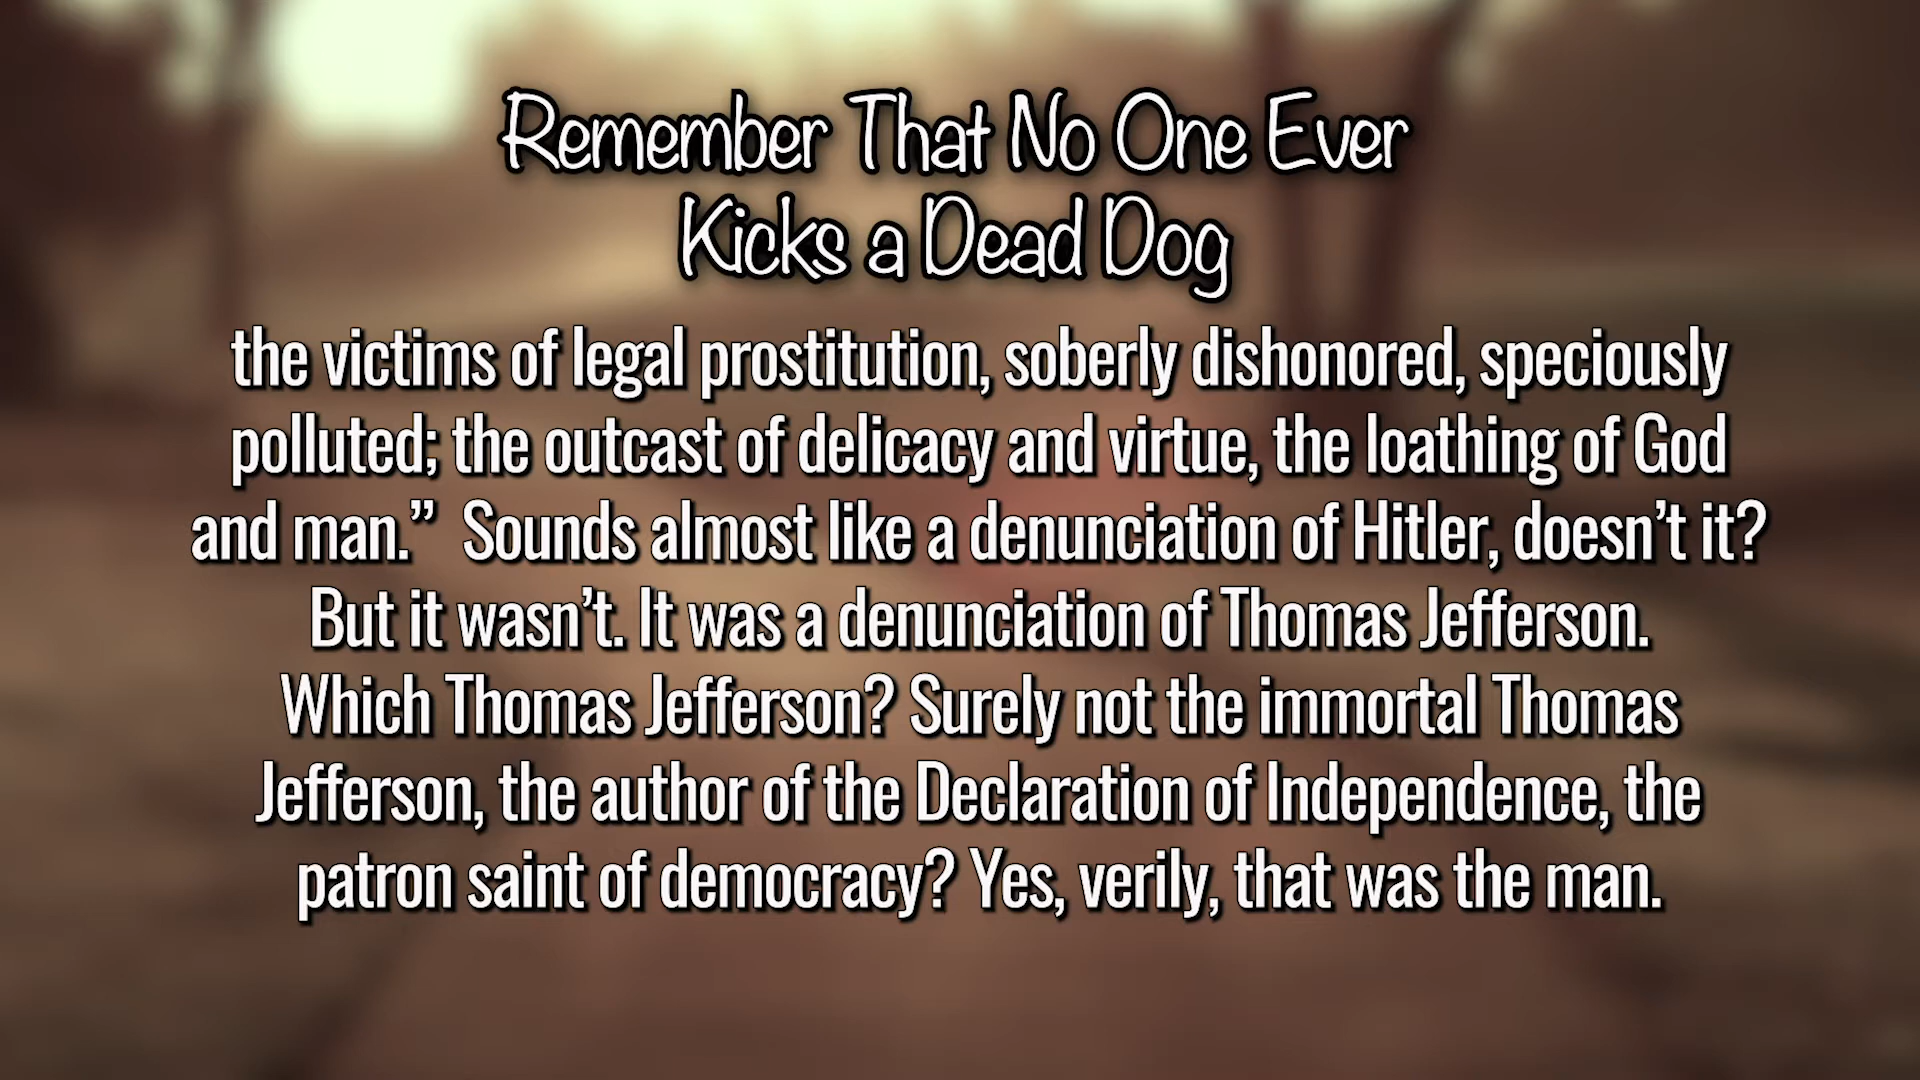 Remember That No One Ever
Kicks a Dead Dog
the victims of legal prostitution, soberly dishonored, speciously
polluted; the outcast of delicacy and virtue, the loathing of God
and man.”  Sounds almost like a denunciation of Hitler, doesn’t it?
But it wasn’t. It was a denunciation of Thomas Jefferson.
Which Thomas Jefferson? Surely not the immortal Thomas
Jefferson, the author of the Declaration of Independence, the
patron saint of democracy? Yes, verily, that was the man.